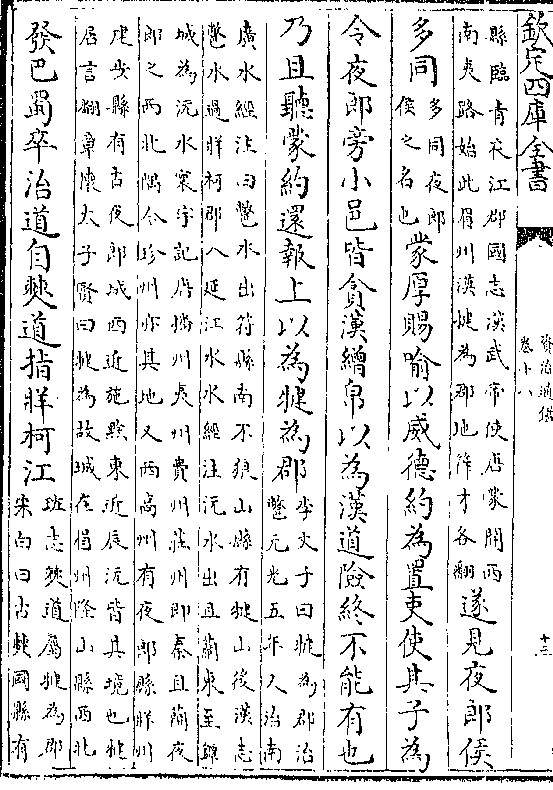 欽定四庫全書
資治通鑑
卷十八
十三
縣臨青衣江郡國志漢武帝使唐蒙開西
南夷路始此眉州漢犍為郡地符才各翻
遂見夜郎侯
多同
多同夜郎
侯之名也
蒙厚賜喻以威德約為置吏使其子為
令夜郎旁小邑皆貪漢繒帛以為漢道險終不能有也
乃且聽蒙約還報上以為犍為郡
李文子曰犍為郡治
鄨元光五年又治南
廣水經注曰鄨水出符縣南不狼山縣有犍山後漢志
鄨水過牂柯郡入延江水水經注沅水出且蘭東至鐔
城為沅水寰宇記唐播州夷州費州莊州即秦且蘭夜
郎之西北隅今珍州亦其地又西高州有夜郎縣牂州
建安縣有古夜郎城西近施黔東近辰沅皆其境也犍
居言翻章懷太子賢曰犍為故城在眉州隆山縣西北
發巴蜀卒治道自僰道指牂柯江
班志僰道屬犍為郡
宋白曰古僰國縣有